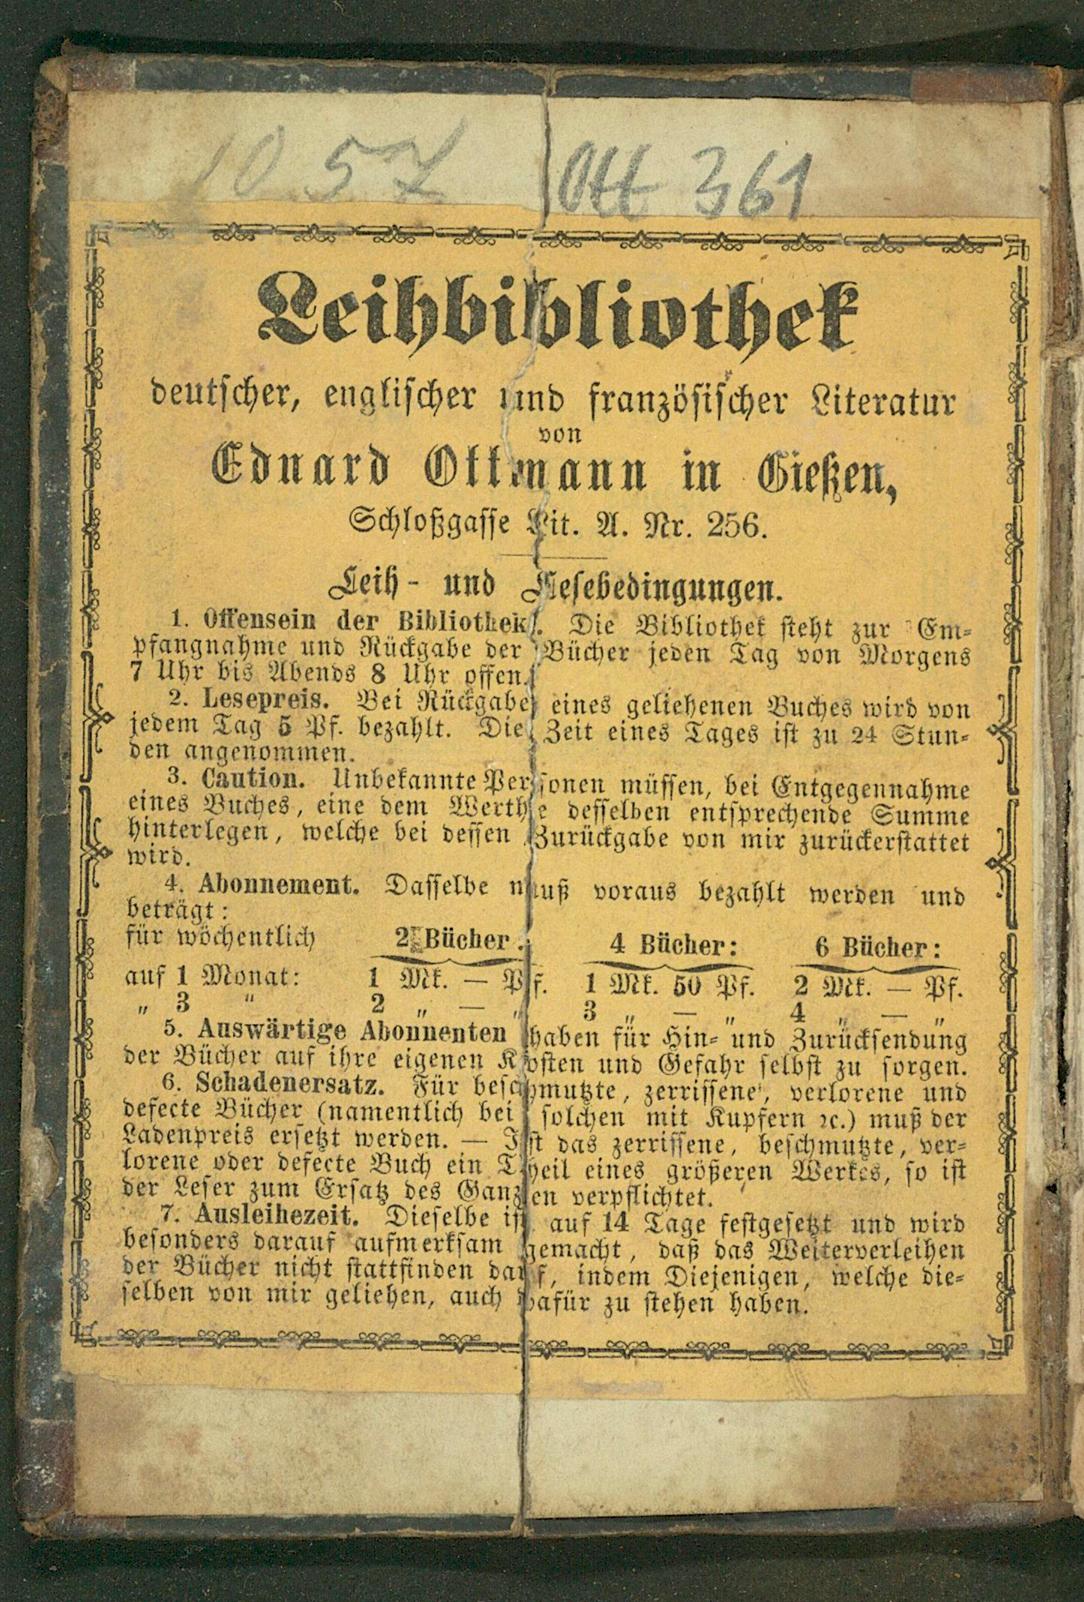 1057 Ott 361
Leihbibliothek
deutscher, englischer und französischer Literatur
von
Eduard Ottmann in Gießen,
Schloßgasse Lit. A. Nr. 256.
Leih- und Lesebedingungen.
1. Offensein der Bibliothek. Die Bibliothek steht zur Em-
pfangnahme und Rückgabe der Bücher jeden Tag von Morgens
7 Uhr bis Abends 8 Uhr offen.
2. Lesepreis. Bei Rückgabe eines geliehenen Buches wird von
jedem Tag 5 Pf. bezahlt. Die Zeit eines Tages ist zu 24 Stun-
den angenommen.
3. Caution. Unbekannte Personen müssen, bei Entgegennahme
eines Buches, eine dem Werthe desselben entsprechende Summe
hinterlegen, welche bei dessen Zurückgabe von mir zurückerstattet
wird.
4. Abonnement. Dasselbe muß voraus bezahlt werden und
beträgt:
für wöchentlich 2 Bücher: 4 Bücher: 6 Bücher:
auf 1 Monat: 1 Mk. — Pf. 1 Mk. 50 Pf. 2 Mk. — Pf.
„ 3 „ 2 „ — „ 3 „ — „ 4 „ — „
5. Auswärtige Abonnenten haben für Hin- und Zurücksendung
der Bücher auf ihre eigenen Kosten und Gefahr selbst zu sorgen.
6. Schadenersatz. Für beschmutzte, zerrissene, verlorene und
defecte Bücher (namentlich bei solchen mit Kupfern ꝛc.) muß der
Ladenpreis ersetzt werden. — Ist das zerrissene, beschmutzte, ver-
lorene oder defecte Buch ein Theil eines größeren Werkes, so ist
der Leser zum Ersatz des Ganzen verpflichtet.
7. Ausleihezeit. Dieselbe ist auf 14 Tage festgesetzt und wird
besonders darauf aufmerksam gemacht, daß das Weiterverleihen
der Bücher nicht stattfinden darf, indem Diejenigen, welche die-
selben von mir geliehen, auch dafür zu stehen haben.